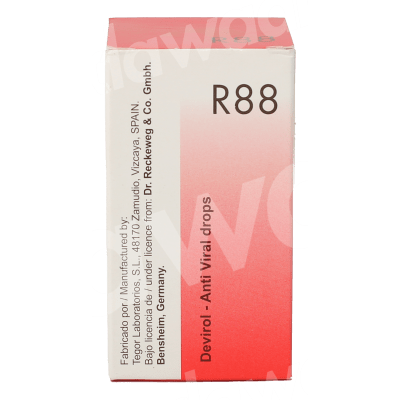 R88
Devirol - Anti Viral drops
Fabricado por / Manufactured by:
Tegor Laboratorios, S.L., 48170 Zamudio, Vizcaya, SPAIN.
Bajo licencia de / under licence from: Dr. Reckeweg & Co. Gmbh.
Bensheim, Germany.